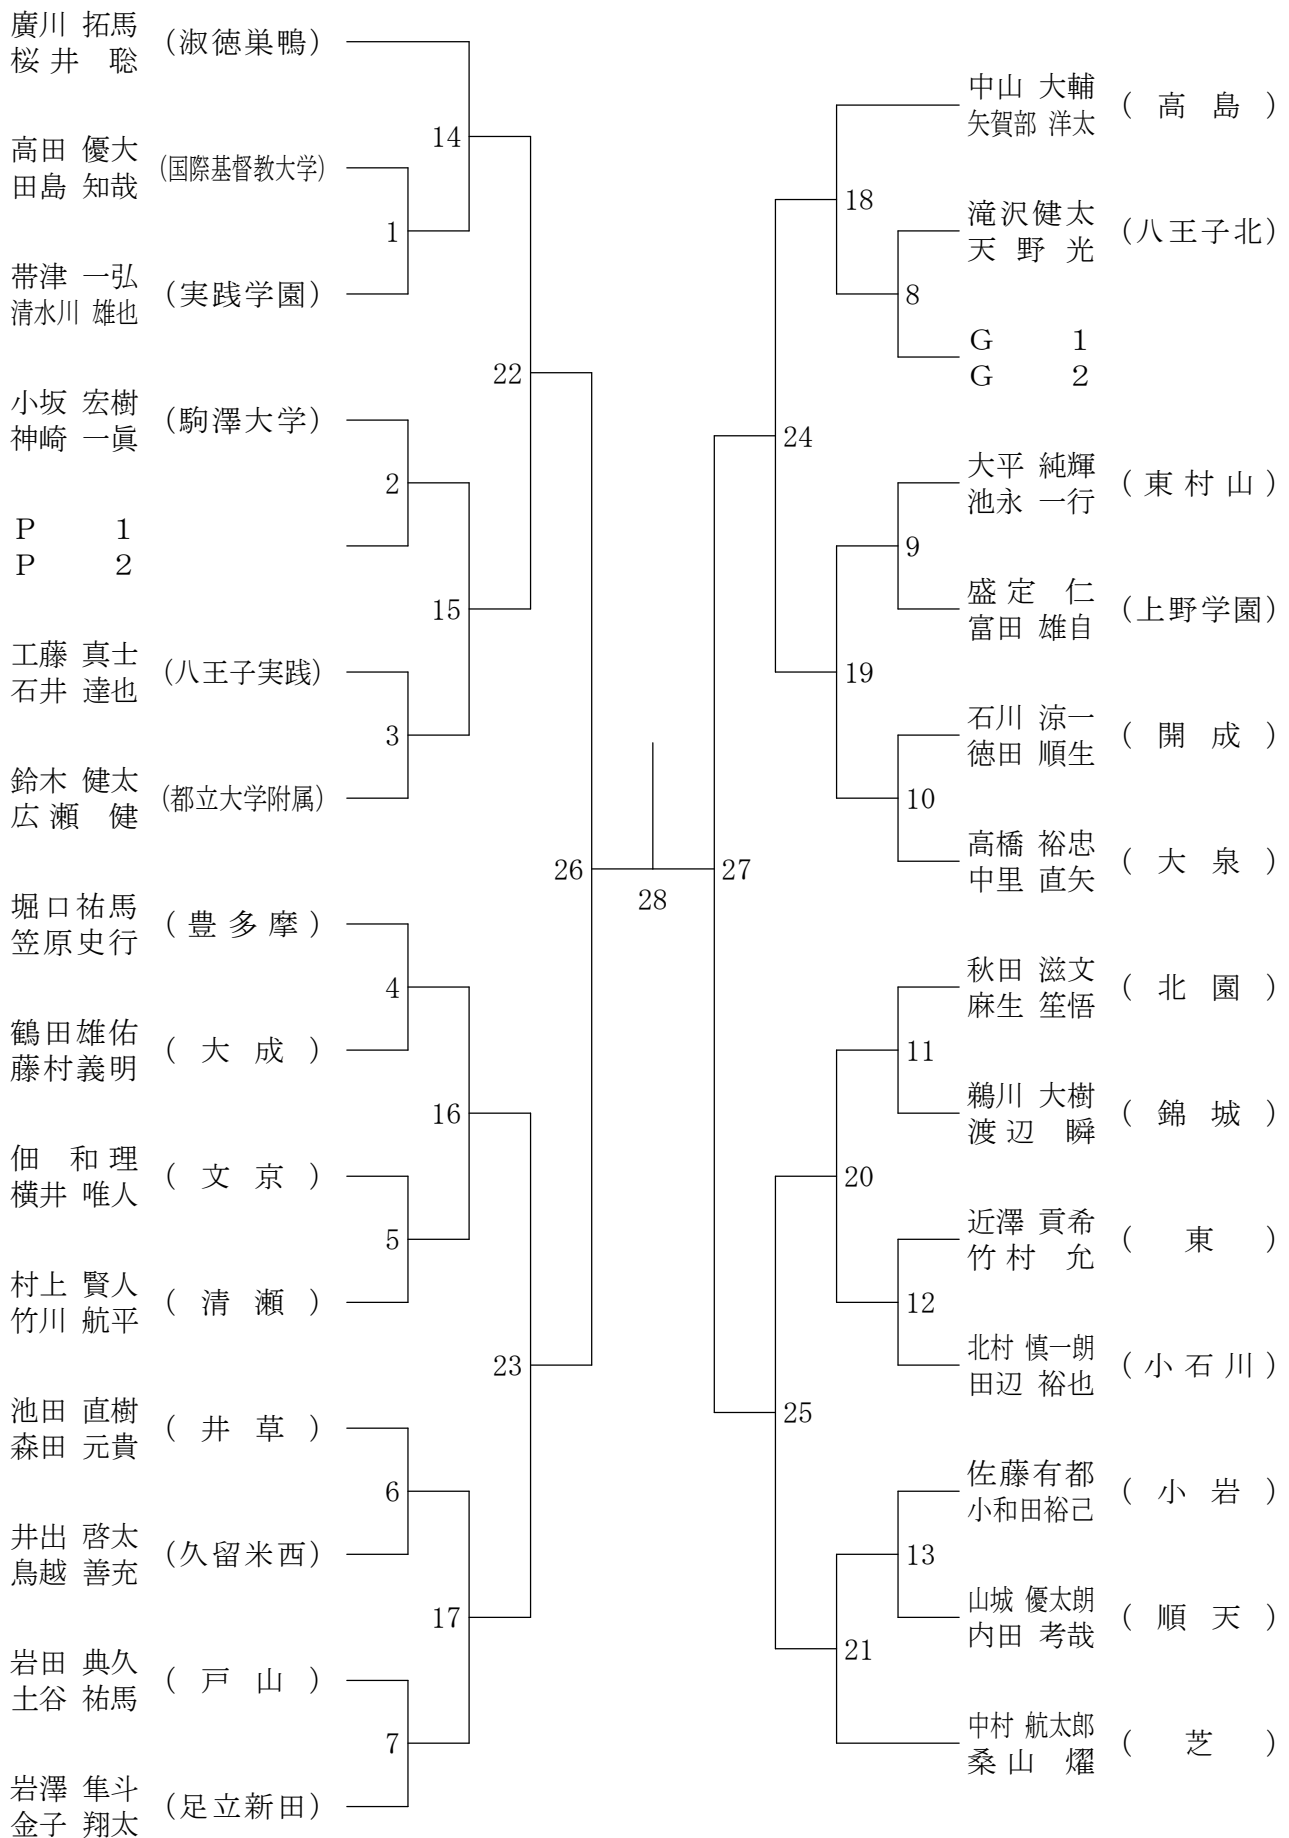 廣川 拓馬
桜井 聡
(淑徳巣鴨)
高田 優大
田島 知哉
(国際基督教大学)
帯津 一弘
清水川 雄也
(実践学園)
小坂 宏樹
神崎 一眞
(駒澤大学)
P 1
P 2
工藤 真士
石井 達也
(八王子実践)
鈴木 健太
広瀬 健
(都立大学附属)
堀口祐馬
笠原史行
(豊多摩)
鶴田雄佑
藤村義明
(大成)
佃 和理
横井 唯人
(文京)
村上 賢人
竹川 航平
(清瀬)
池田 直樹
森田 元貴
(井草)
井出 啓太
鳥越 善充
(久留米西)
岩田 典久
土谷 祐馬
(戸山)
岩澤 隼斗
金子 翔太
(足立新田)
1
2
3
4
5
6
7
14
15
16
17
22
23
26
28
27
24
25
18
19
20
21
8
9
10
11
12
13
中山 大輔
矢賀部 洋太
(高島)
滝沢健太
天野光
(八王子北)
G 1
G 2
大平 純輝
池永 一行
(東村山)
盛定 仁
富田 雄自
(上野学園)
石川 涼一
徳田 順生
(開成)
高橋 裕忠
中里 直矢
(大泉)
秋田 滋文
麻生 笙悟
(北園)
鵜川 大樹
渡辺 瞬
(錦城)
近澤 貢希
竹村 允
(東)
北村 慎一朗
田辺 裕也
(小石川)
佐藤有都
小和田裕己
(小岩)
山城 優太朗
内田 考哉
(順天)
中村 航太郎
桑山 燿
(芝)